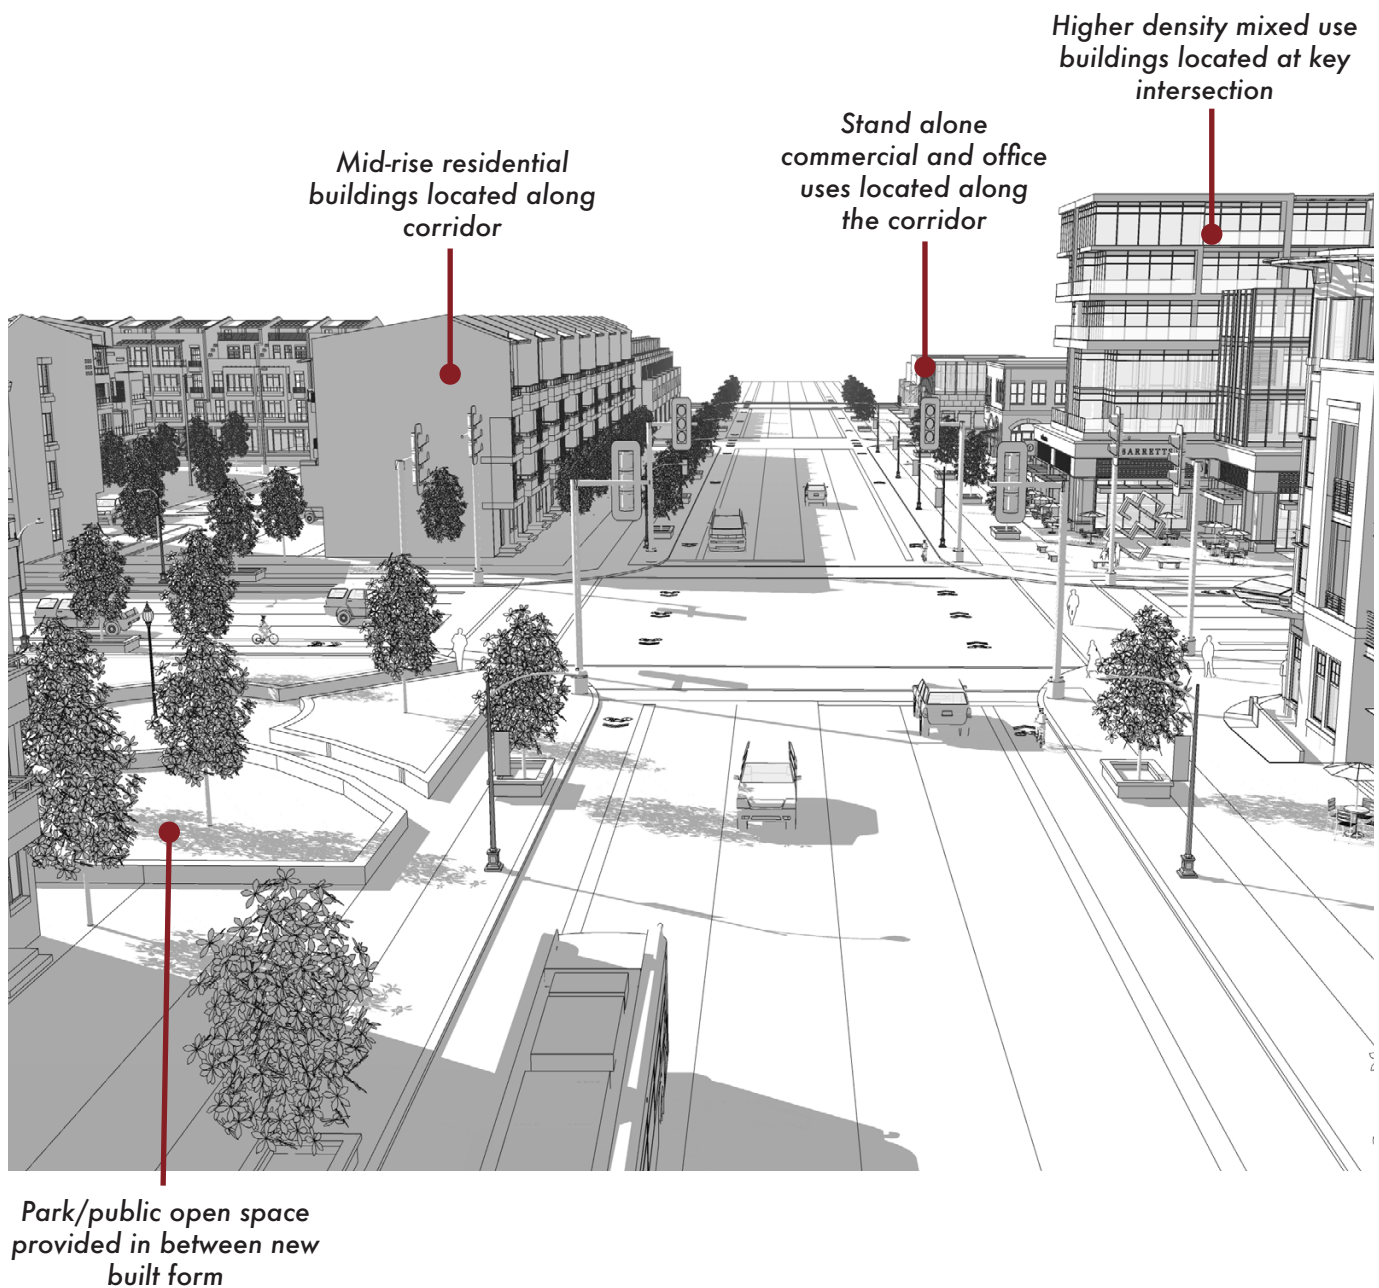 Higher density mixed use
buildings located at key
intersection
Stand alone
commercial and office
uses located along
the corridor
Mid-rise residential
buildings located along
corridor
BARRETTS
Park/public open space
provided in between new
built form